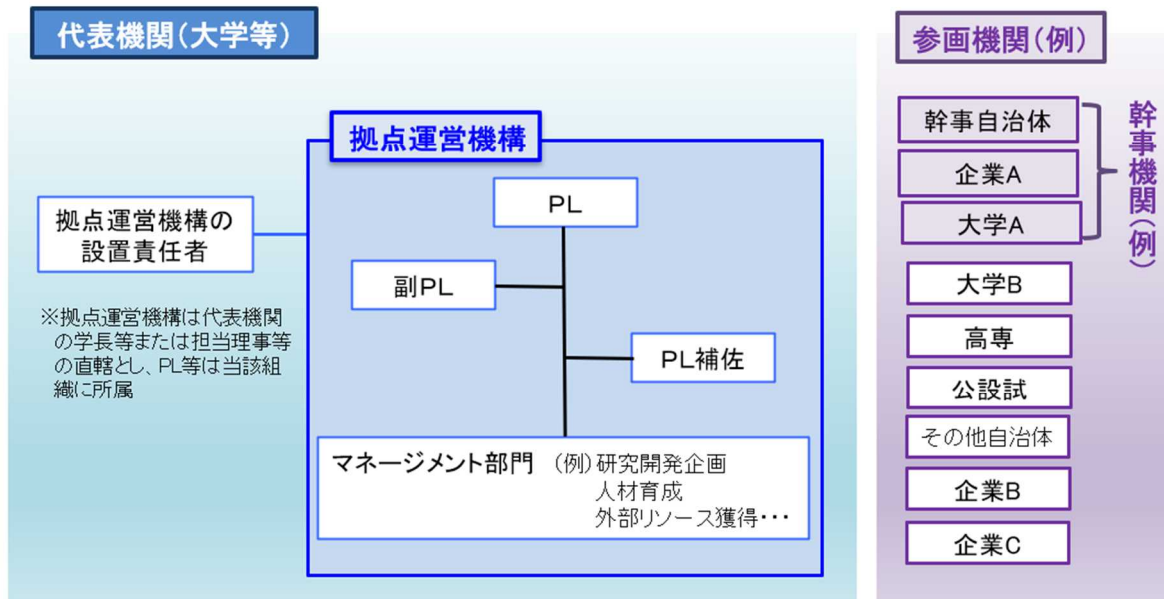 代表機関(大学等)
拠点運営機構の
設置責任者
※拠点運営機構は代表機関
の学長等または担当理事等
の直轄とし、PL等は当該組
織に所属
拠点運営機構
PL
副PL
PL補佐
マネージメント部門 (例)研究開発企画
人材育成
外部リソース獲得・・・
参画機関(例)
幹事自治体
企業A
大学A
幹事機関(例)
大学B
高専
公設試
その他自治体
企業B
企業C